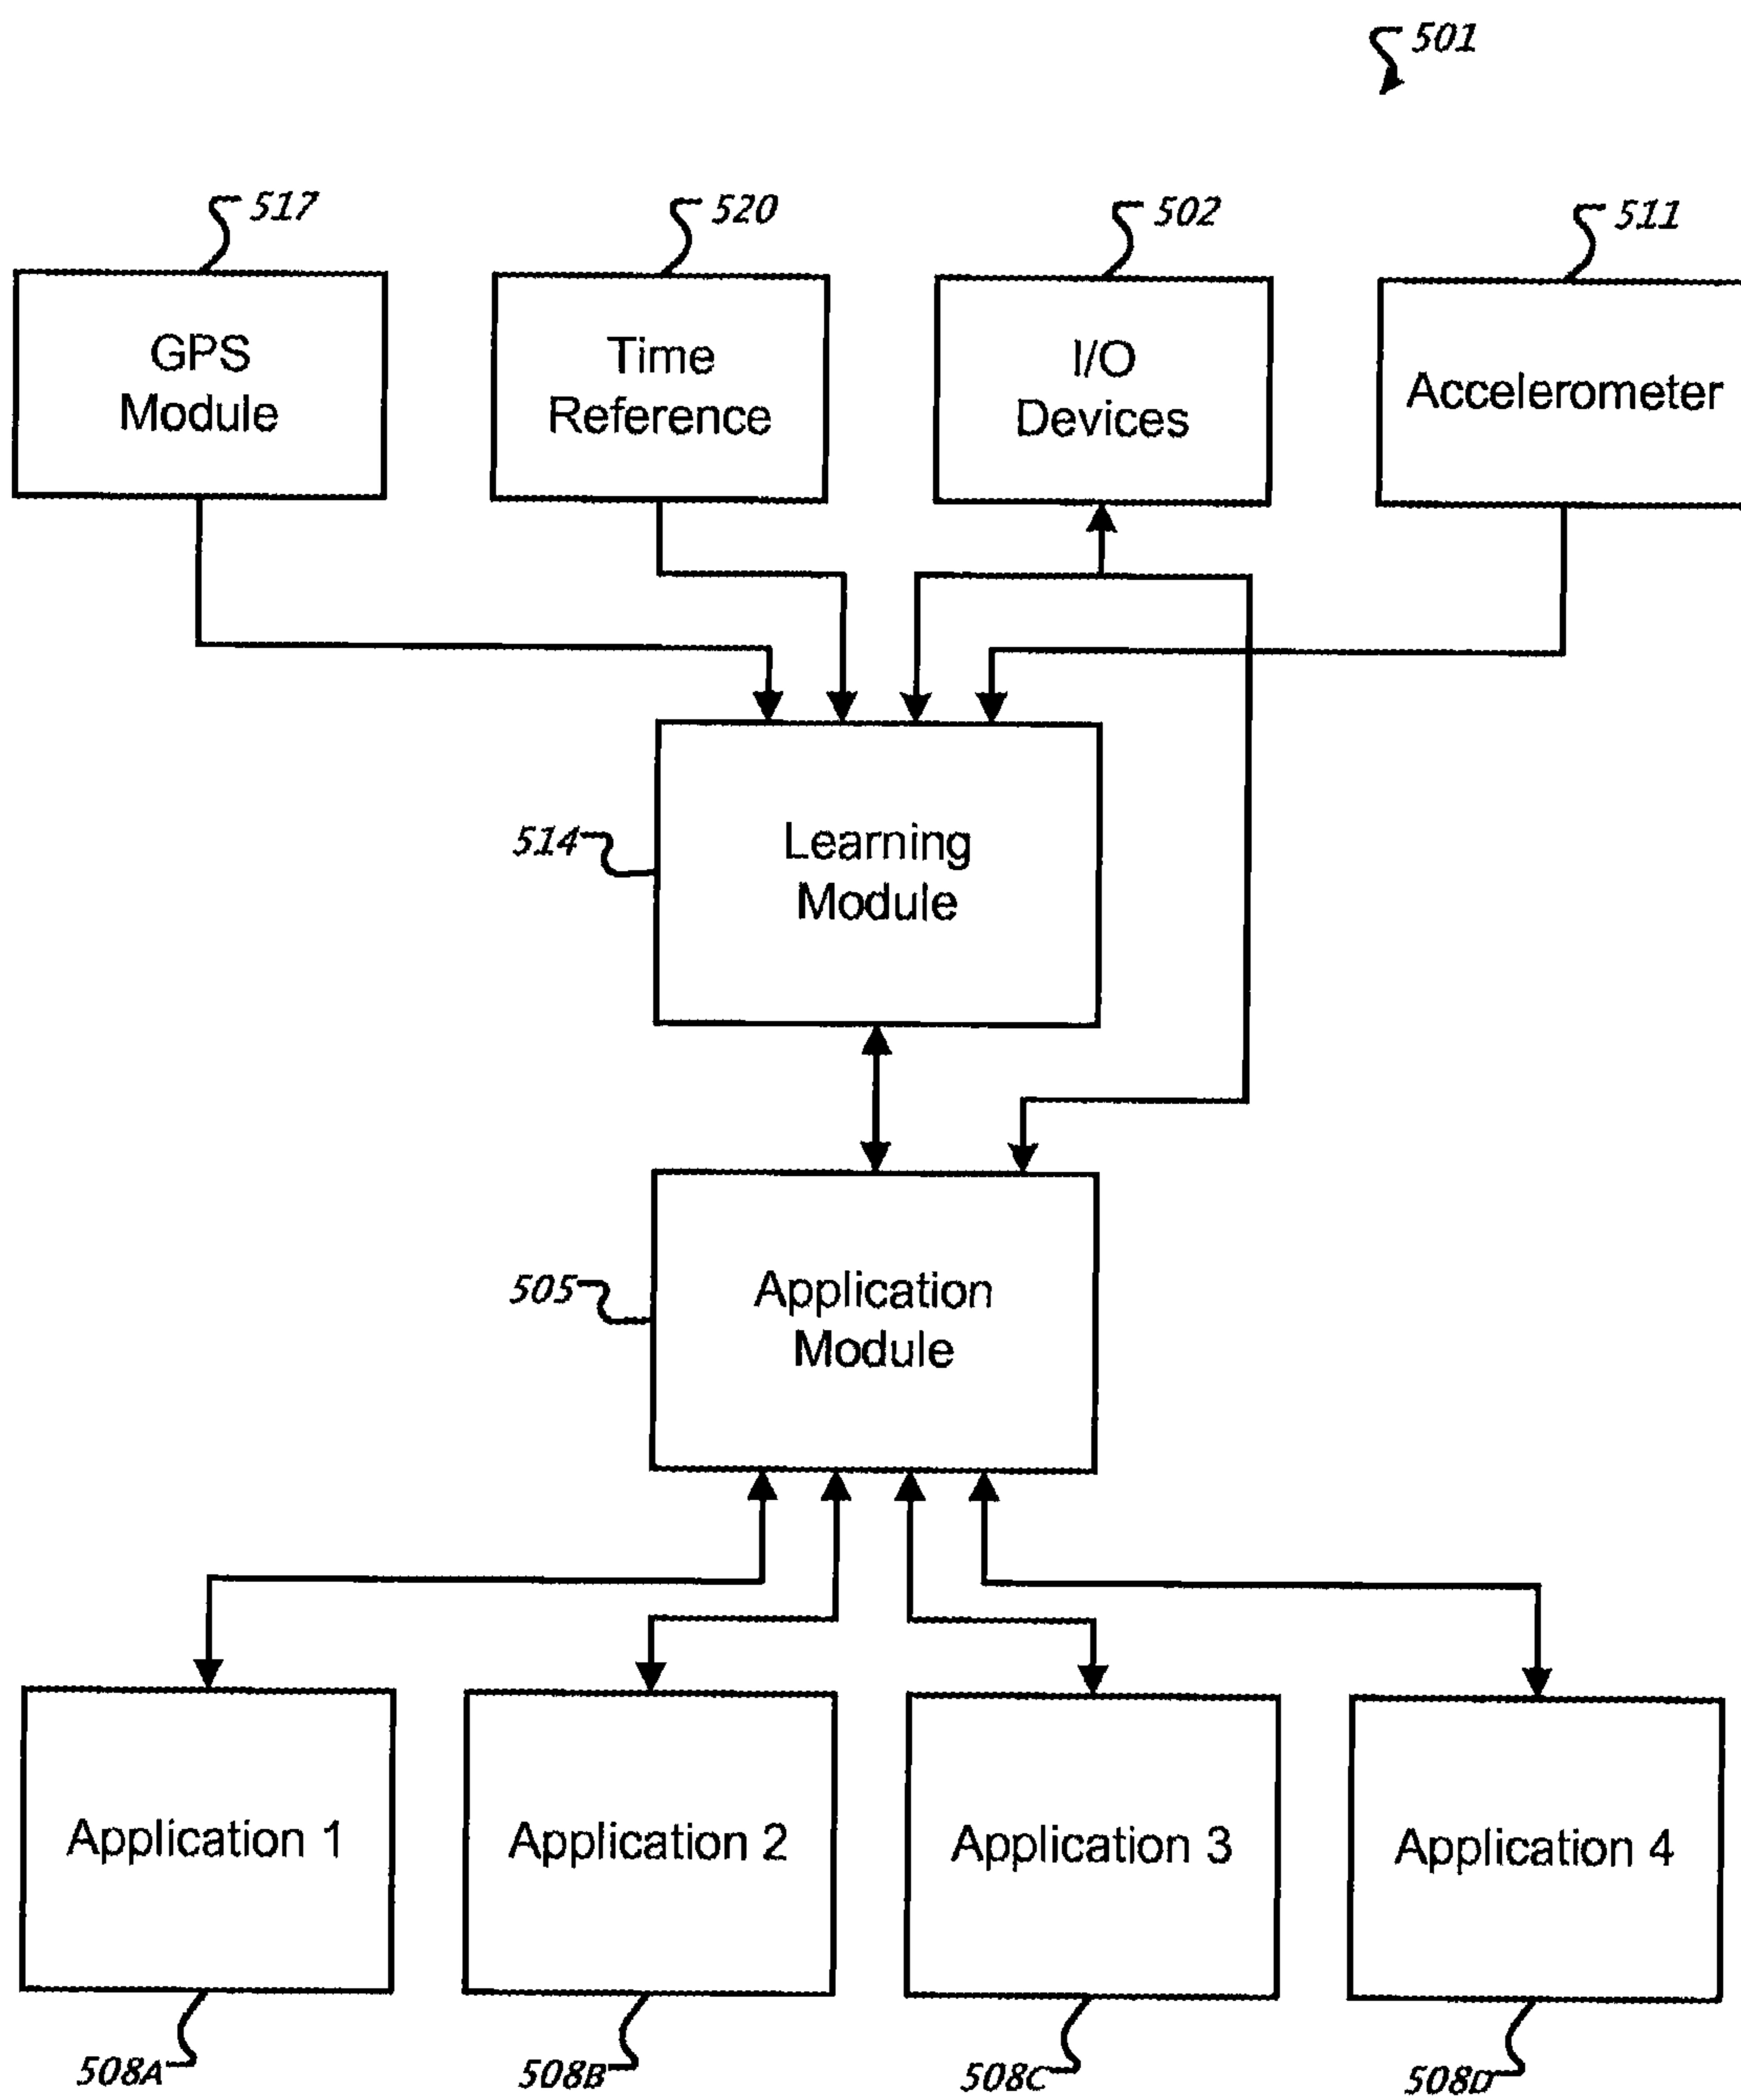 501
517
520
502
511
GPS
Module
Time
Reference
I/O
Devices
Accelerometer
514
Learning
Module
505
Application
Module
Application 1
Application 2
Application 3
Application 4
508A
508B
508C
508D